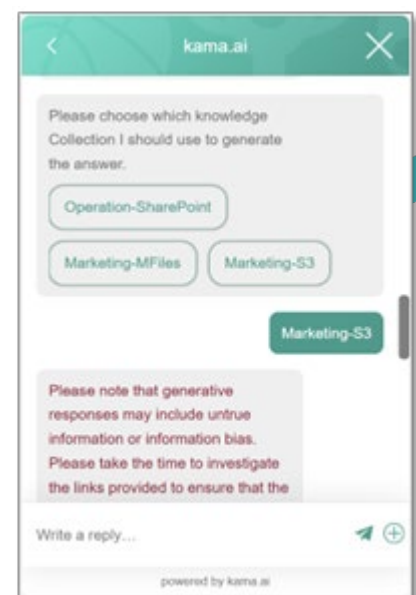 kama.ai
Please choose which knowledge
Collection I should use to generate
the answer.
Operation-SharePoint
Marketing-MFiles
Marketing-S3
Marketing-S3
Please note that generative
responses may include untrue
information or information bias.
Please take the time to investigate
the links provided to ensure that the
Write a reply....
powered by kama.ai